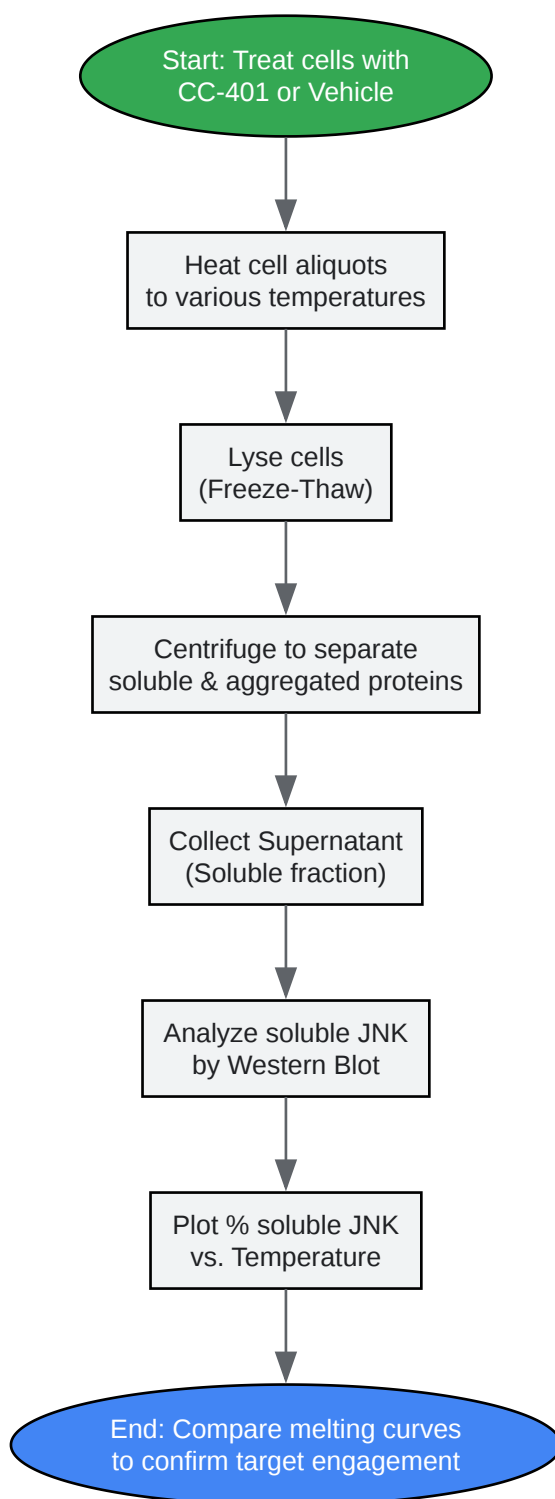 Start: Treat cells with
CC-401 or Vehicle
Heat cell aliquots
to various temperatures
Lyse cells
(Freeze-Thaw)
Centrifuge to separate
soluble & aggregated proteins
Collect Supernatant
(Soluble fraction)
Analyze soluble JNK
by Western Blot
Plot % soluble JNK
vs. Temperature
End: Compare melting curves
to confirm target engagement